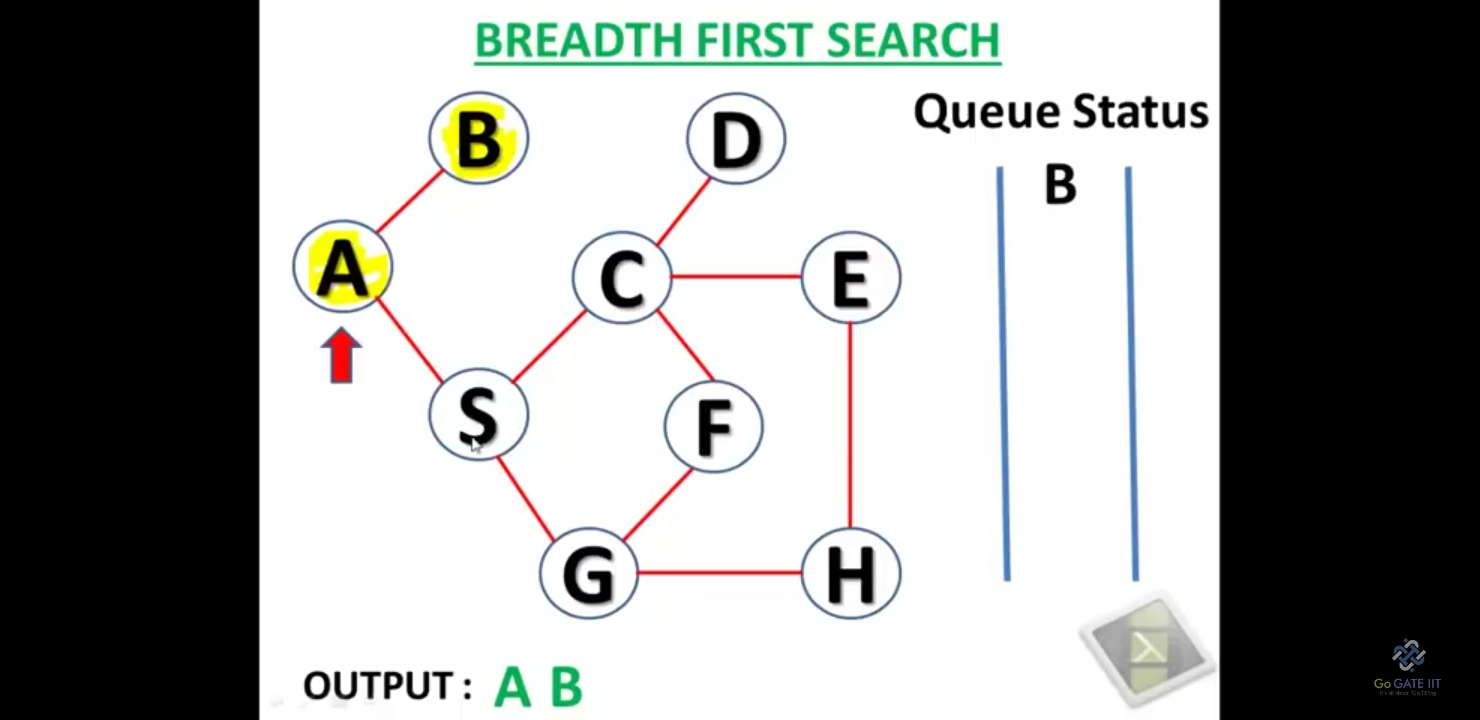 BREADTH FIRST SEARCH
Queue Status
B
B
D
A
C
E
S
F
G
H
OUTPUT : A B
Go GATE IIT